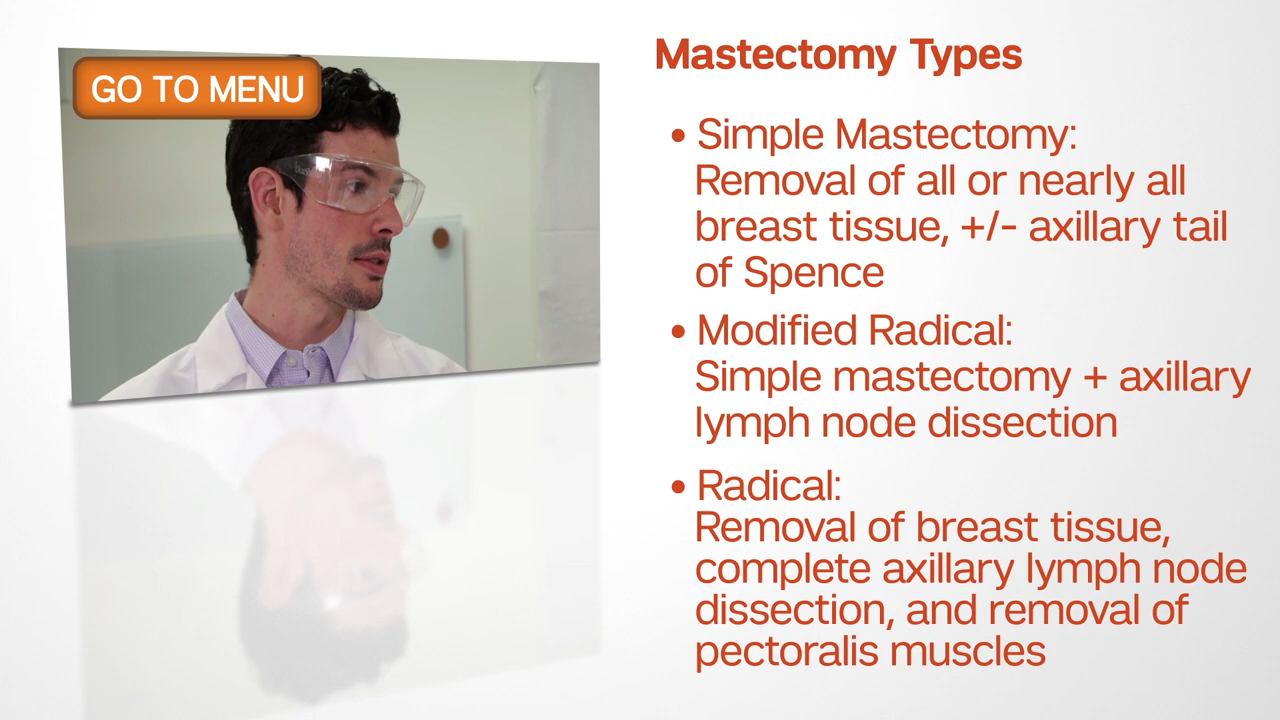 GO TO MENU
Mastectomy Types
• Simple Mastectomy:
Removal of all or nearly all
breast tissue, +/- axillary tail
of Spence
• Modified Radical:
Simple mastectomy + axillary
lymph node dissection
• Radical:
Removal of breast tissue,
complete axillary lymph node
dissection, and removal of
pectoralis muscles